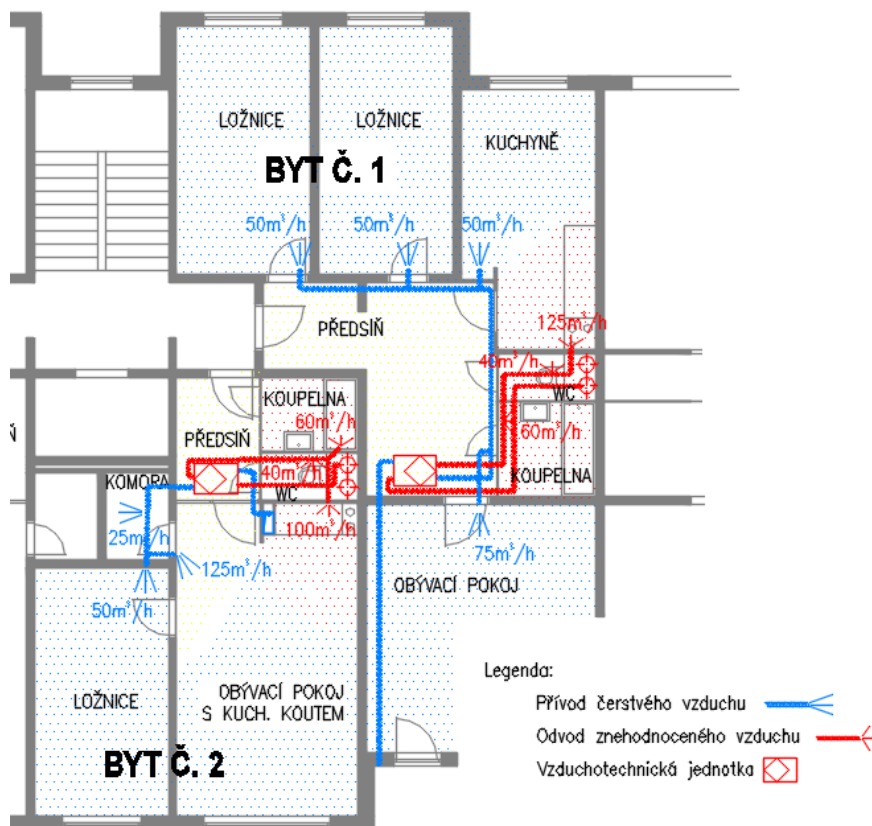 LOŽNICE
LOŽNICE
KUCHYNĚ
BYT Č. 1
50m³/h
50m³/h
50m³/h
PŘEDSÍŇ
125m³/h
40m³/h
WC
60m³/h
KOUPELNA
KOUPELNA
60m³/h
PŘEDSÍŇ
40m³/h
WC
100m³/h
KOMORA
25m³/h
125m³/h
50m³/h
75m³/h
OBÝVACÍ POKOJ
LOŽNICE
OBÝVACÍ POKOJ
S KUCH. KOUTEM
BYT Č. 2
Legenda:
Přívod čerstvého vzduchu
Odvod znehodnoceného vzduchu
Vzduchotechnická jednotka